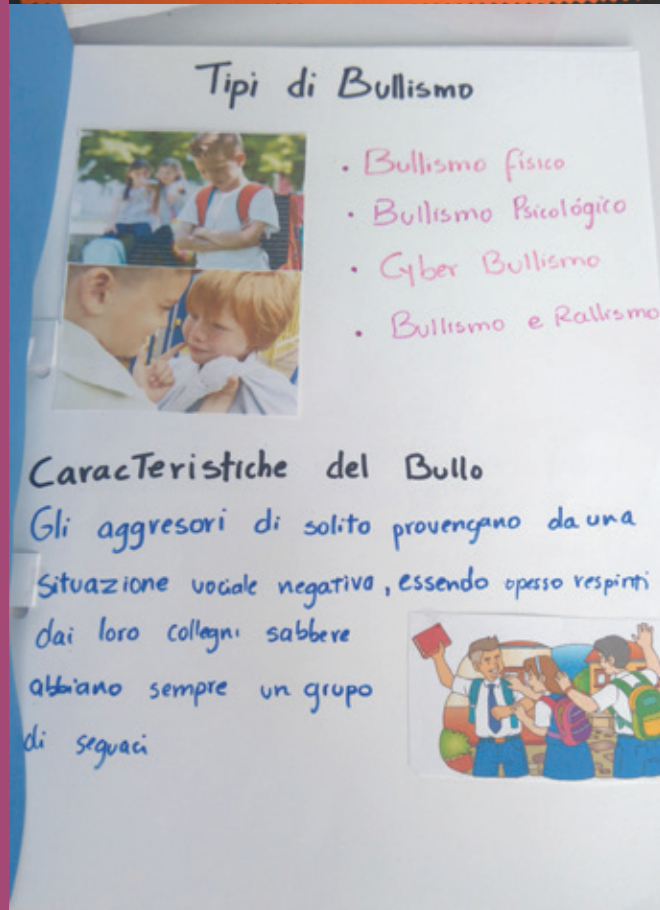 Tipi di Bullismo
• Bullismo físico
• Bullismo Psicológico
• Cyber Bullismo
• Bullismo e Rallismo
Caracteristiche del Bullo
Gli aggresori di solito provengano da una
situazione vociale negativa, essendo opesso respinti
dai loro collegni sabbere
abbiano sempre un grupo
di seguaci